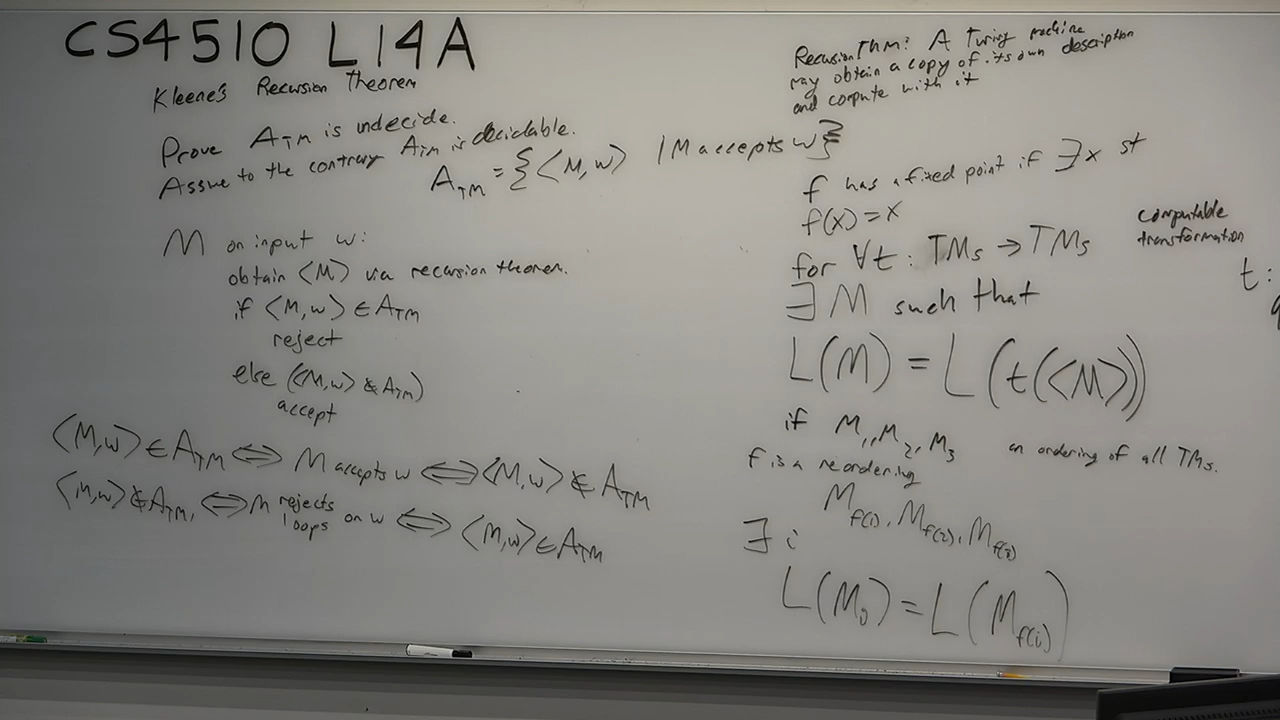 CS4510 L14A
Kleene's Recursion Theorem
Prove A_TM is undecide.
Assume to the contrary A_TM is decidable.
A_TM = {⟨M,w⟩ | M accepts w}
M on input w:
obtain ⟨M⟩ via recursion theorem.
if ⟨M,w⟩ ∈ A_TM
reject
else (⟨M,w⟩ ∉ A_TM)
accept
⟨M,w⟩ ∈ A_TM ⟺ M accepts w ⟺ ⟨M,w⟩ ∉ A_TM
⟨M,w⟩ ∉ A_TM, ⟺ M rejects
loops on w ⟺ ⟨M,w⟩ ∈ A_TM
Recursion Thm: A Turing machine
may obtain a copy of its own description
and compute with it
f has a fixed point if ∃x st
f(x) = x
for ∀t: TMs → TMs
computable
transformation
t:
∃ M such that
L(M) = L(t(⟨M⟩))
if M_1, M_2, M_3 an ordering of all TMs.
f is a reordering
M_f(1), M_f(2), M_f(3)
∃ i
L(M_i) = L(M_f(i))